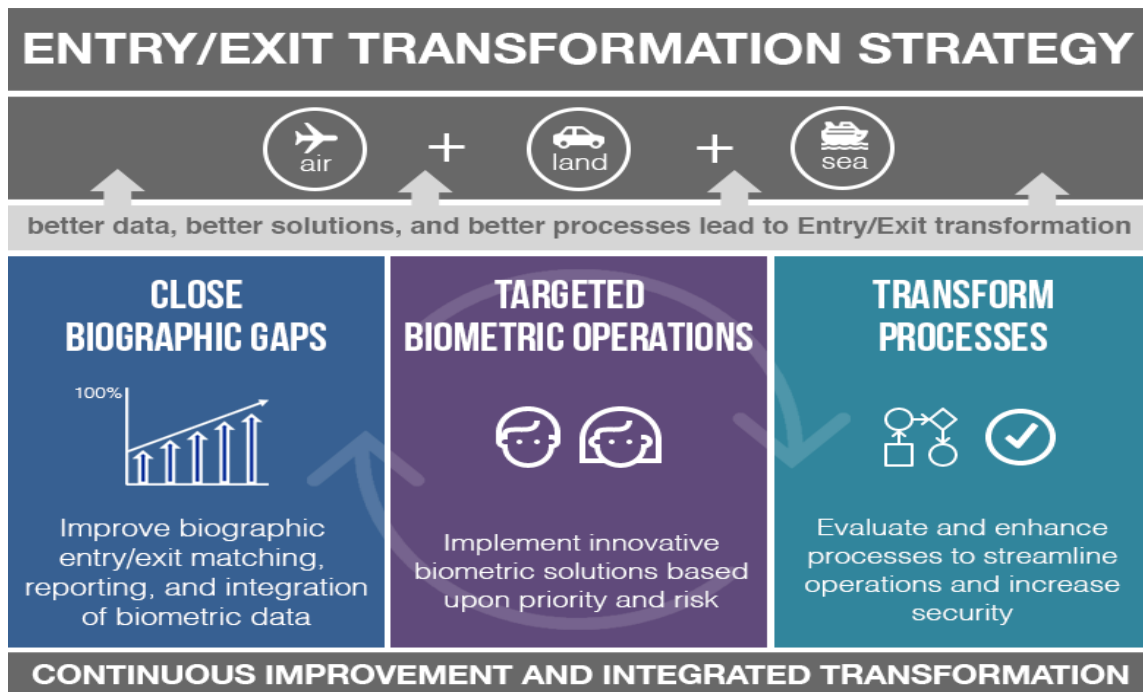 ENTRY/EXIT TRANSFORMATION STRATEGY
air + land + sea
better data, better solutions, and better processes lead to Entry/Exit transformation
CLOSE
BIOGRAPHIC GAPS
100%
Improve biographic
entry/exit matching,
reporting, and integration
of biometric data
TARGETED
BIOMETRIC OPERATIONS
Implement innovative
biometric solutions based
upon priority and risk
TRANSFORM
PROCESSES
Evaluate and enhance
processes to streamline
operations and increase
security
CONTINUOUS IMPROVEMENT AND INTEGRATED TRANSFORMATION